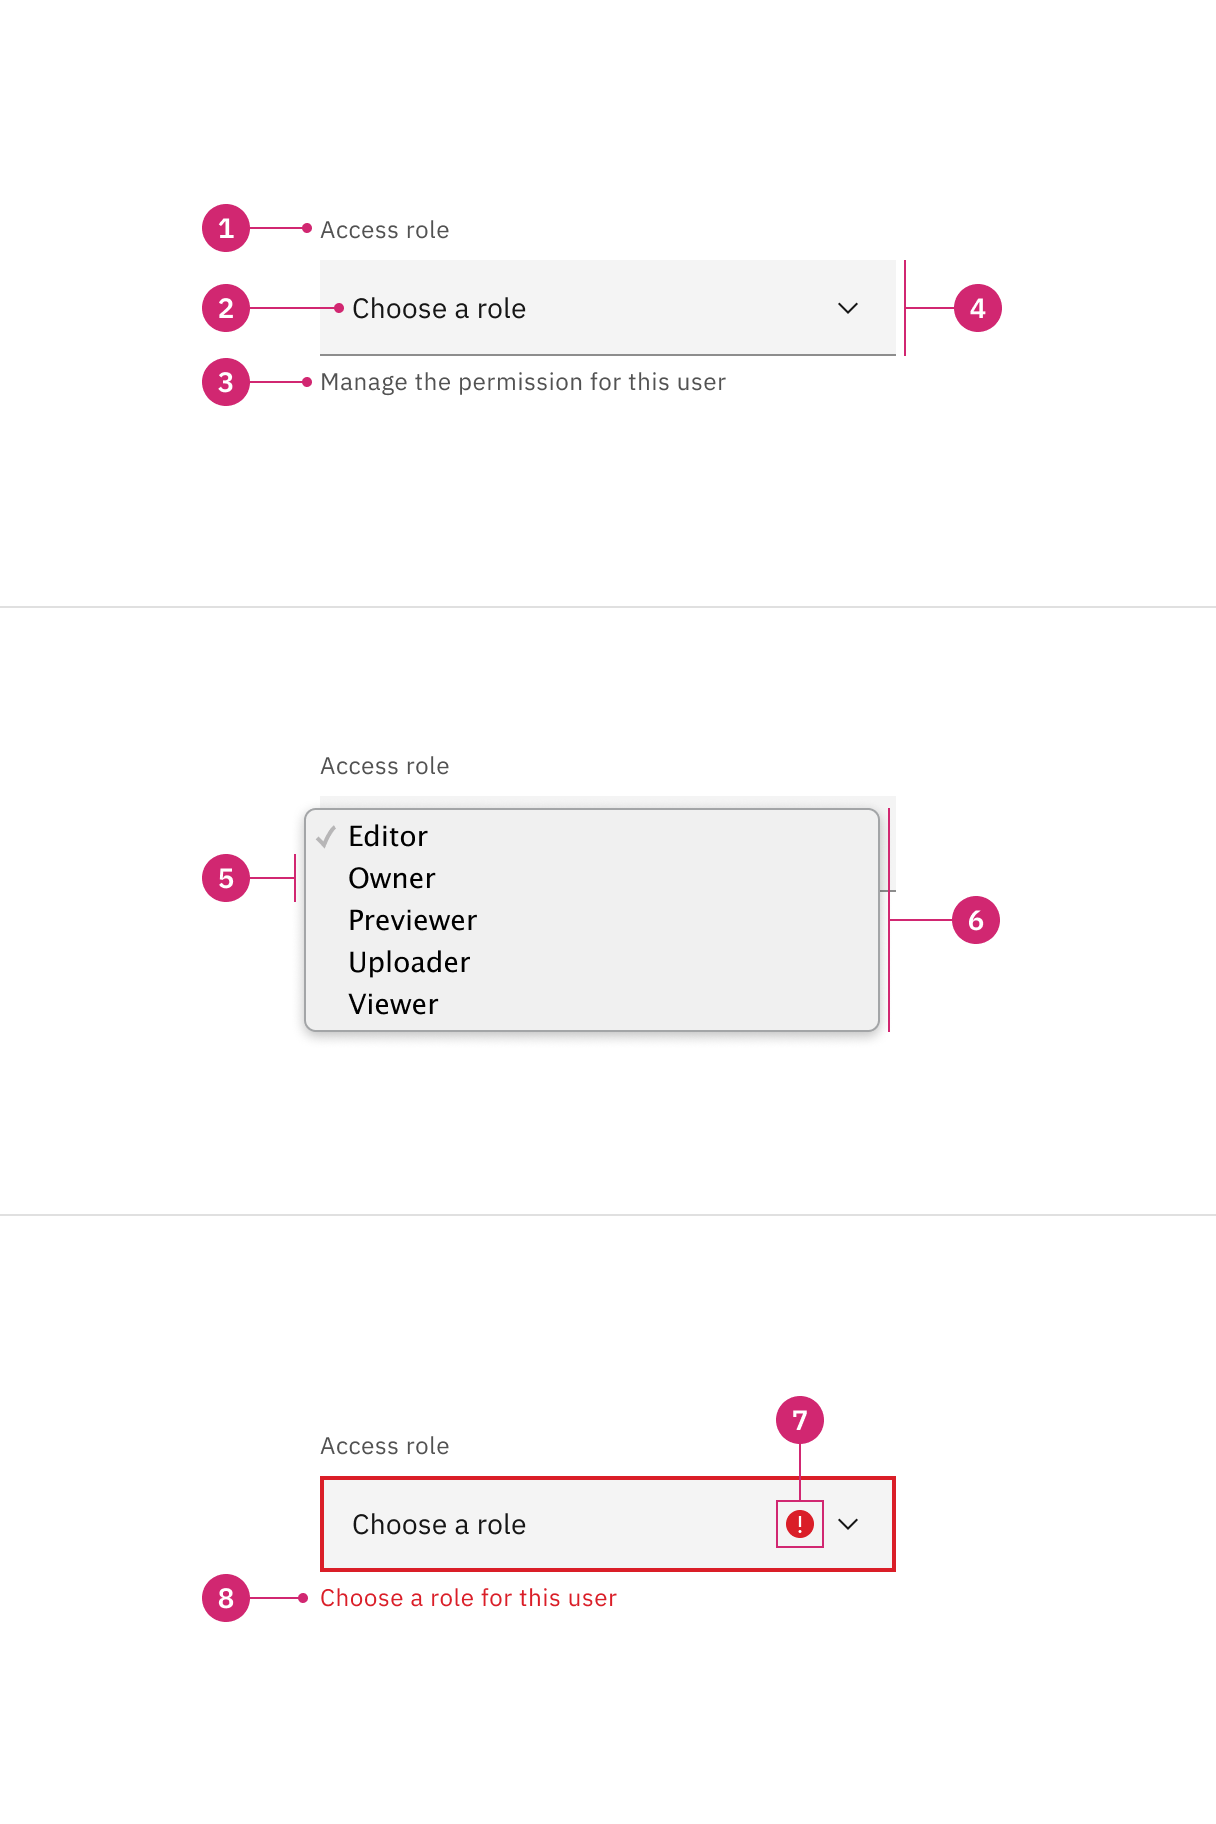 1 Access role
2 Choose a role 4
3 Manage the permission for this user
Access role
Editor
5 Owner
Previewer 6
Uploader
Viewer
7
Access role
Choose a role !
8 Choose a role for this user